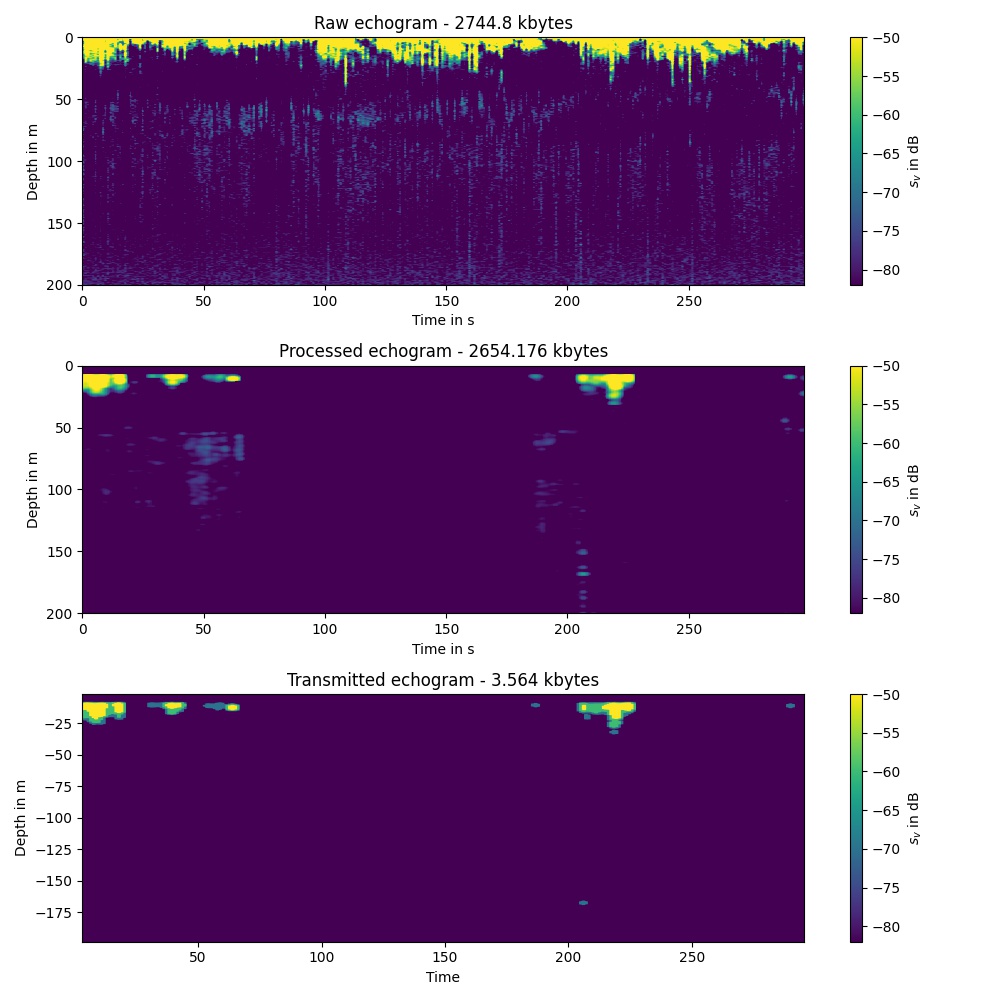 Raw echogram - 2744.8 kbytes
0
50
100
150
200
Depth in m
0 50 100 150 200 250
Time in s
−50
−55
−60
−65
−70
−75
−80
sv in dB
Processed echogram - 2654.176 kbytes
0
50
100
150
200
Depth in m
0 50 100 150 200 250
Time in s
−50
−55
−60
−65
−70
−75
−80
sv in dB
Transmitted echogram - 3.564 kbytes
−25
−50
−75
−100
−125
−150
−175
Depth in m
50 100 150 200 250
Time
−50
−55
−60
−65
−70
−75
−80
sv in dB